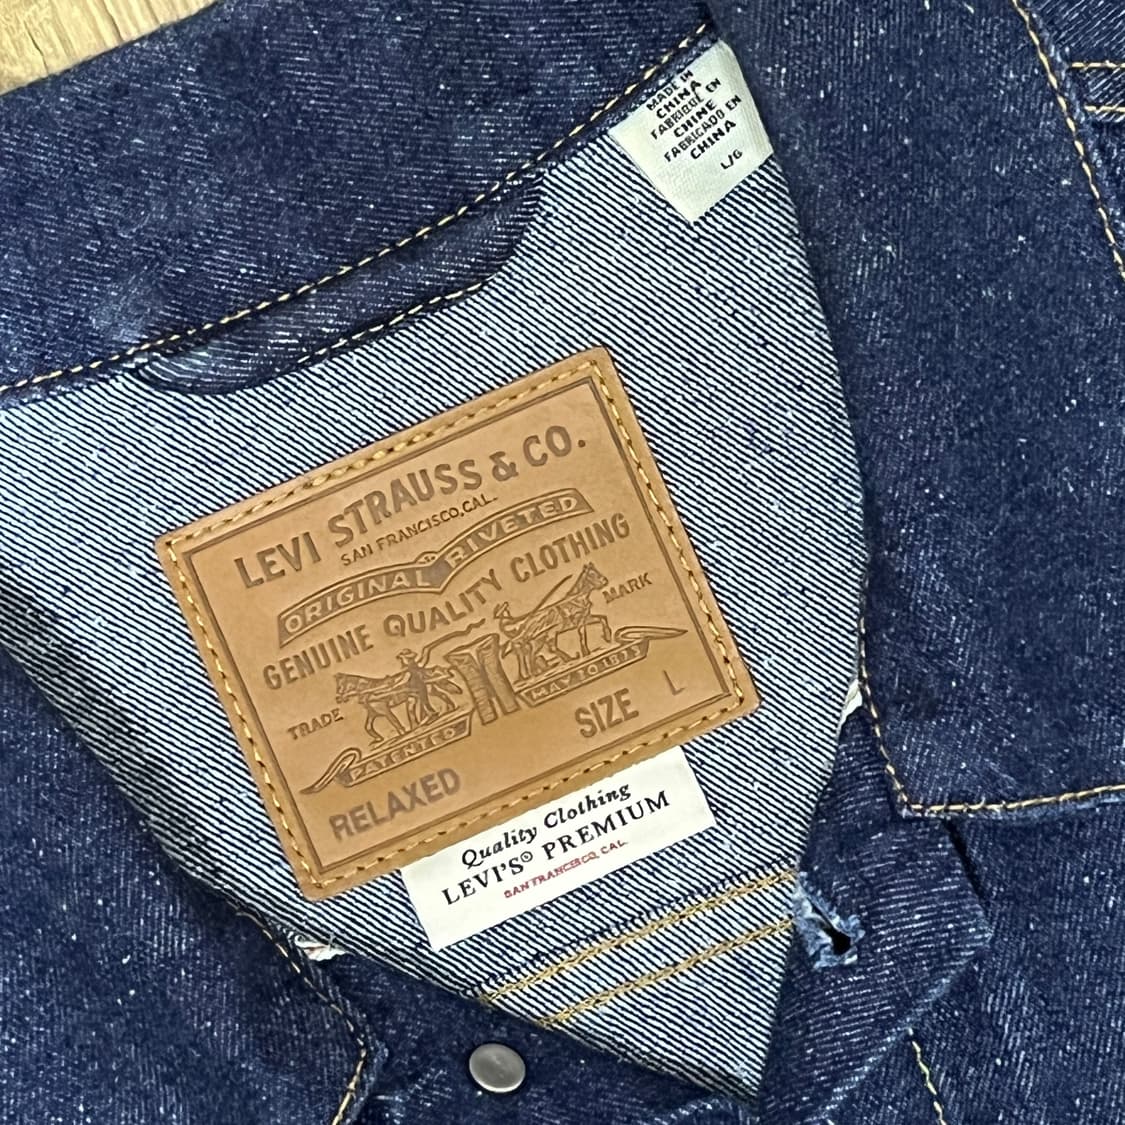 MADE IN
CHINA
FABRIQUE EN
CHINE
FABRICADO EN
CHINA
L/G
LEVI STRAUSS & CO.
SAN FRANCISCO, CAL.
ORIGINAL RIVETED
GENUINE QUALITY CLOTHING
TRADE MARK
PATENTED MAY 20 1873
SIZE L
RELAXED
Quality Clothing
LEVI'S® PREMIUM
SAN FRANCISCO, CAL.